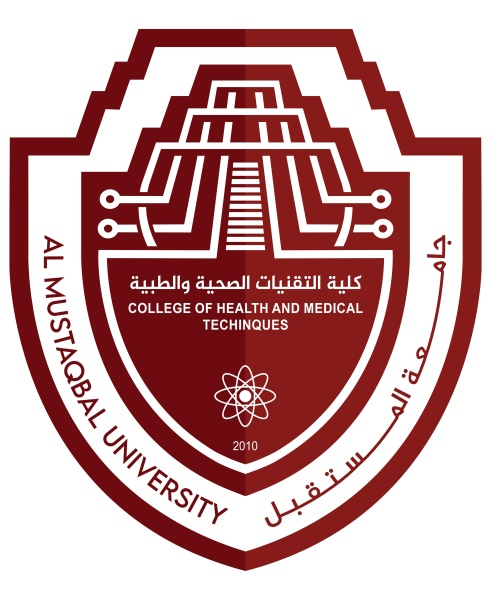 كلية التقنيات الصحية والطبية
COLLEGE OF HEALTH AND MEDICAL
TECHINQUES
2010
AL MUSTAQBAL UNIVERSITY
جامعة المستقبل